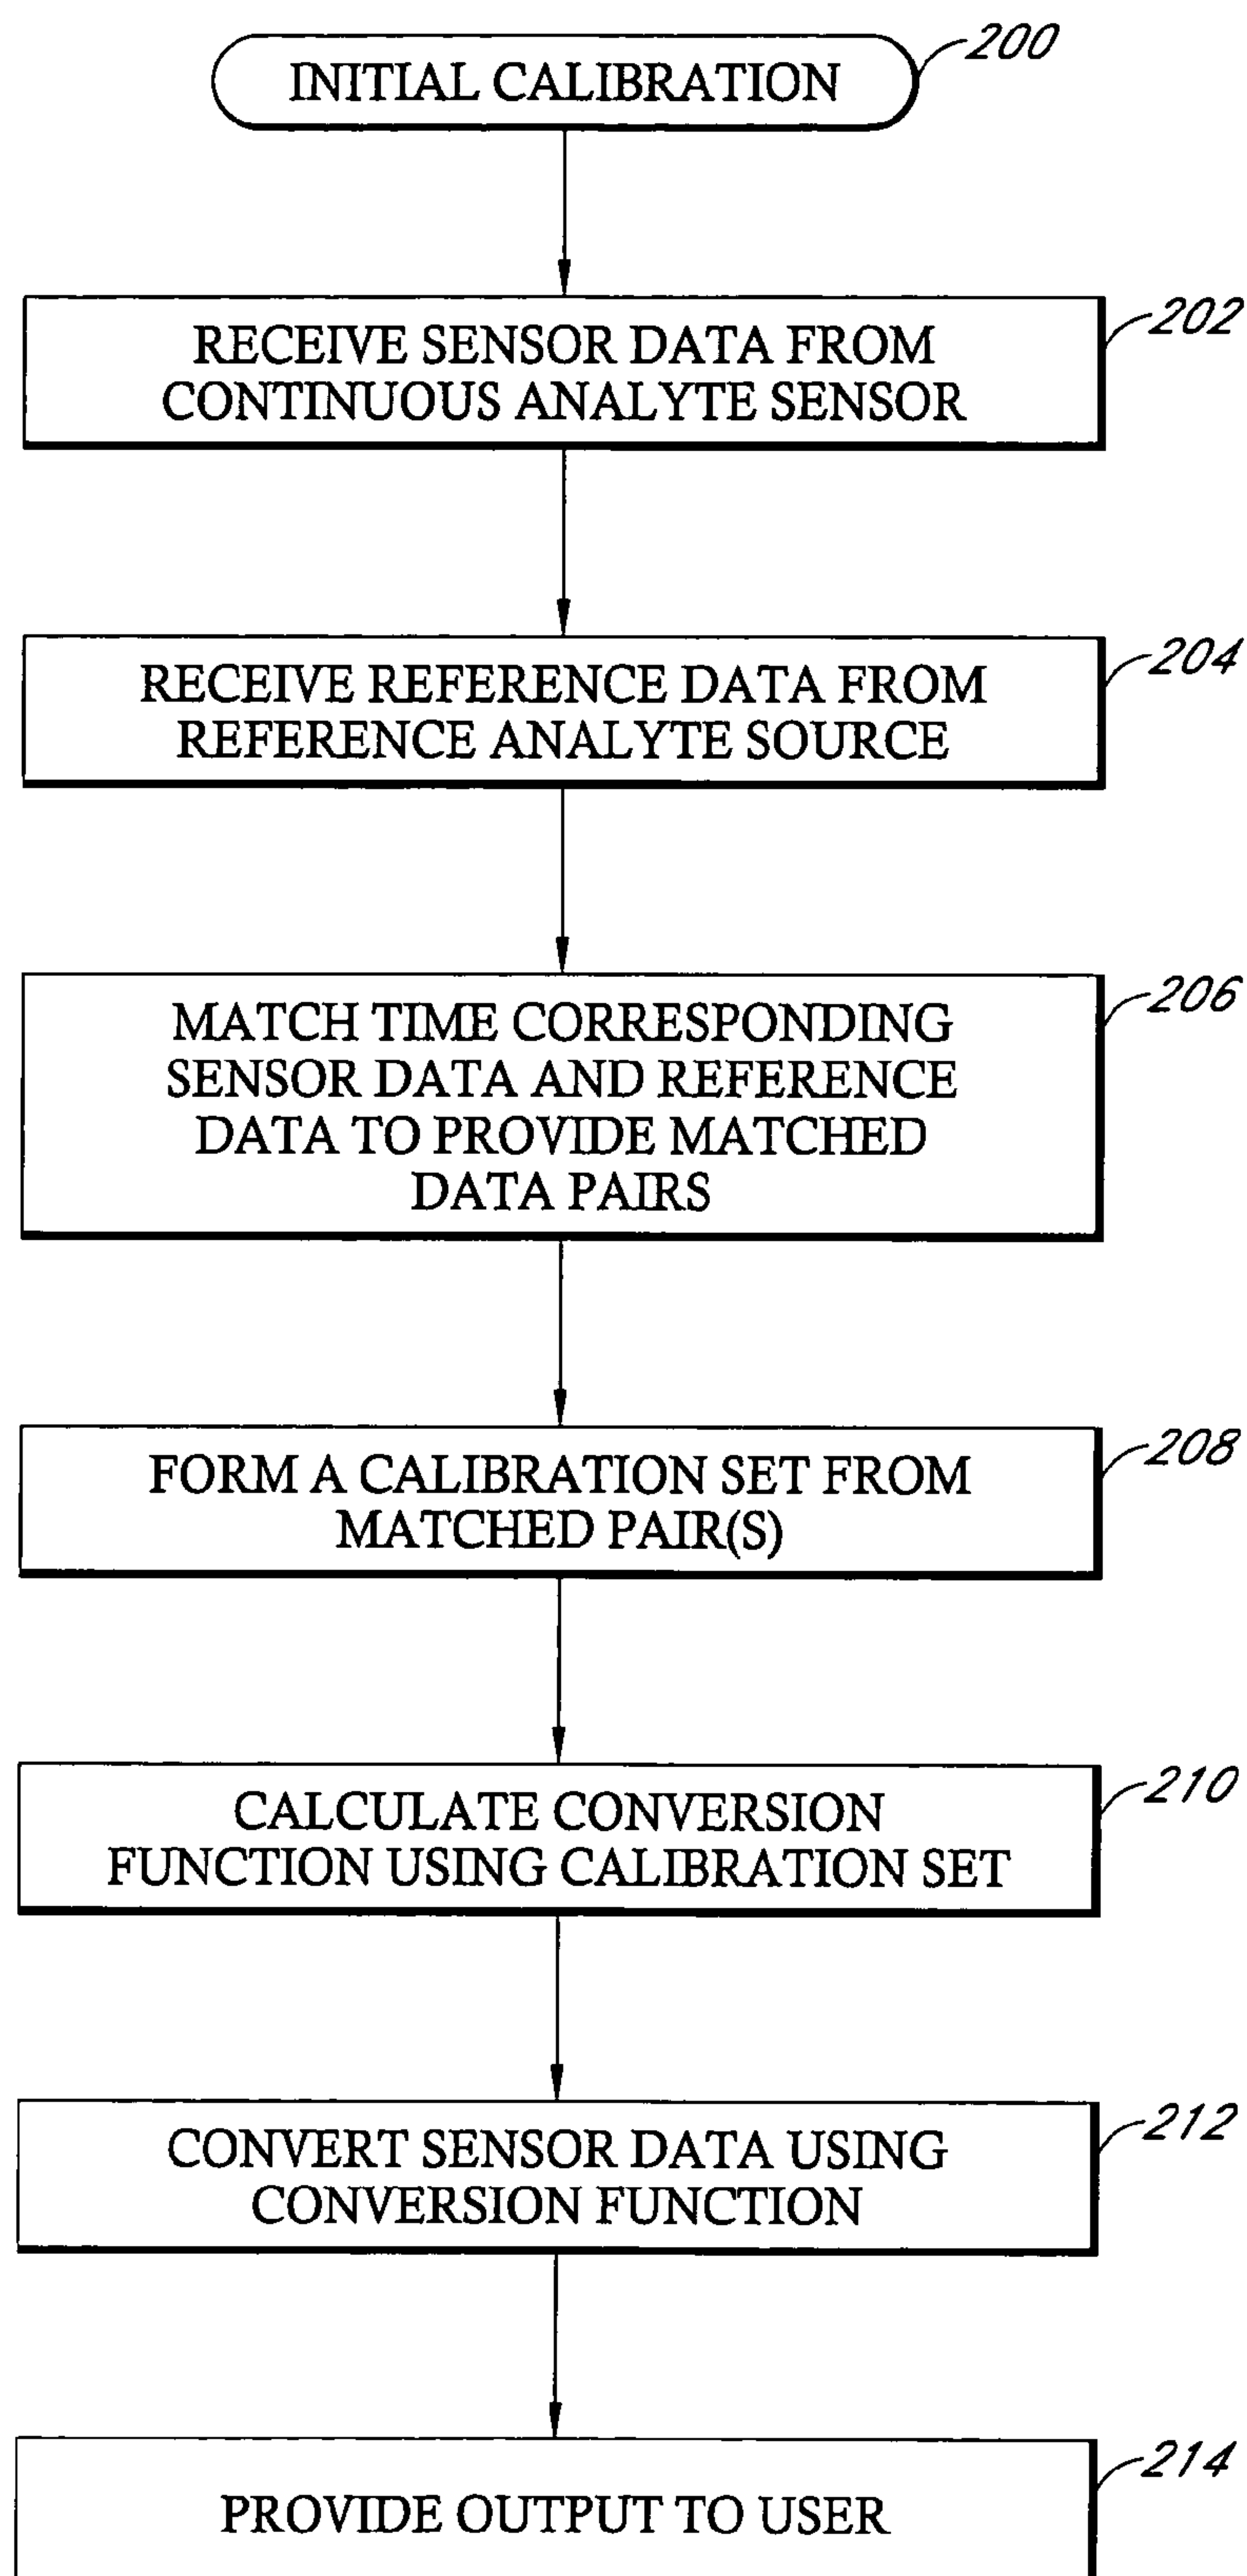 INITIAL CALIBRATION
200
RECEIVE SENSOR DATA FROM
CONTINUOUS ANALYTE SENSOR
202
RECEIVE REFERENCE DATA FROM
REFERENCE ANALYTE SOURCE
204
MATCH TIME CORRESPONDING
SENSOR DATA AND REFERENCE
DATA TO PROVIDE MATCHED
DATA PAIRS
206
FORM A CALIBRATION SET FROM
MATCHED PAIR(S)
208
CALCULATE CONVERSION
FUNCTION USING CALIBRATION SET
210
CONVERT SENSOR DATA USING
CONVERSION FUNCTION
212
PROVIDE OUTPUT TO USER
214